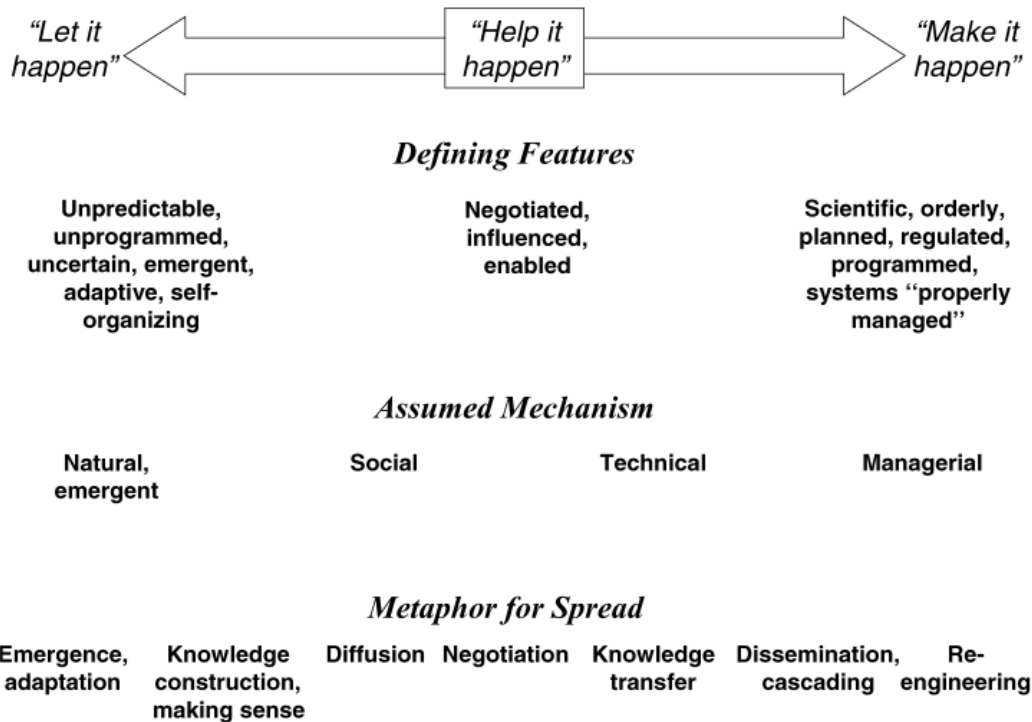 “Let it
happen”
“Help it
happen”
“Make it
happen”
Defining Features
Unpredictable,
unprogrammed,
uncertain, emergent,
adaptive, self-
organizing
Negotiated,
influenced,
enabled
Scientific, orderly,
planned, regulated,
programmed,
systems ‘‘properly
managed’’
Assumed Mechanism
Natural,
emergent
Social
Technical
Managerial
Metaphor for Spread
Emergence,
adaptation
Knowledge
construction,
making sense
Diffusion
Negotiation
Knowledge
transfer
Dissemination,
cascading
Re-
engineering